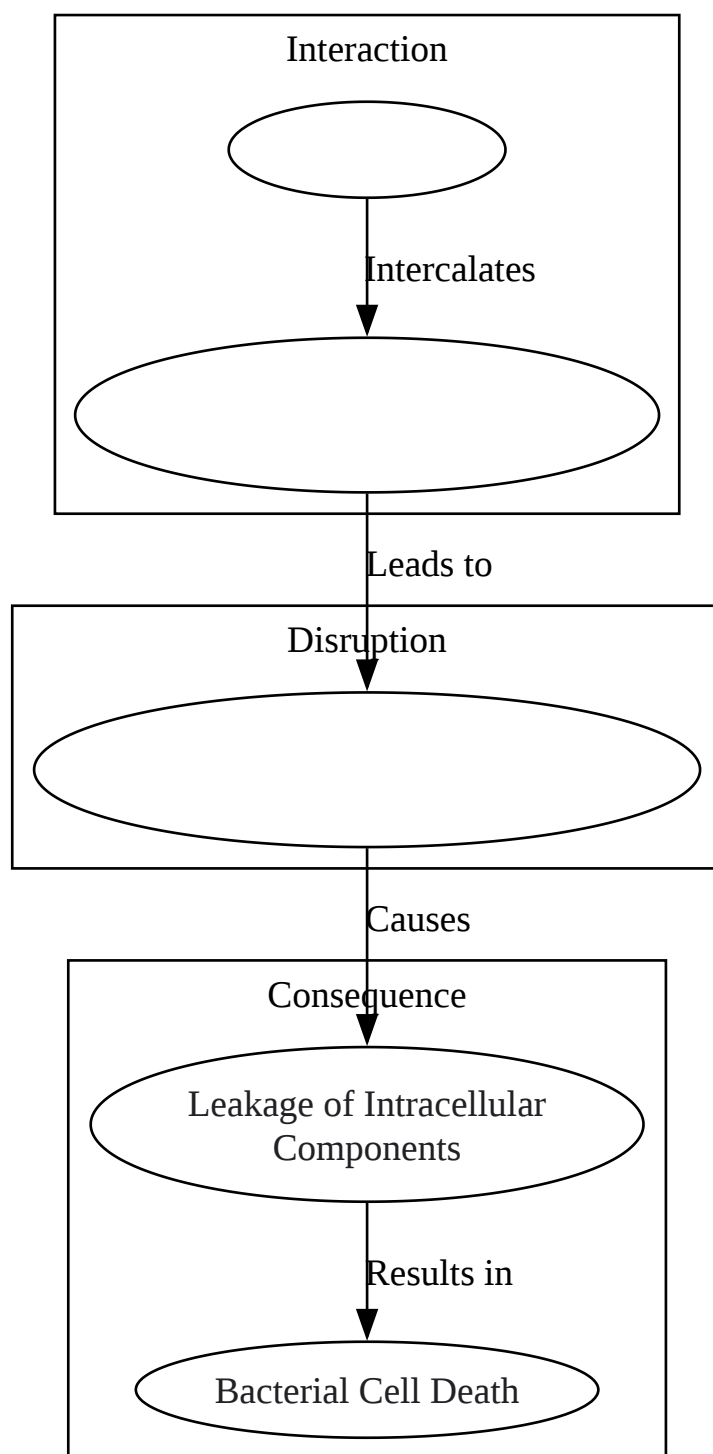 Interaction
Intercalates
Leads to
Disruption
Causes
Consequence
Leakage of Intracellular
Components
Results in
Bacterial Cell Death